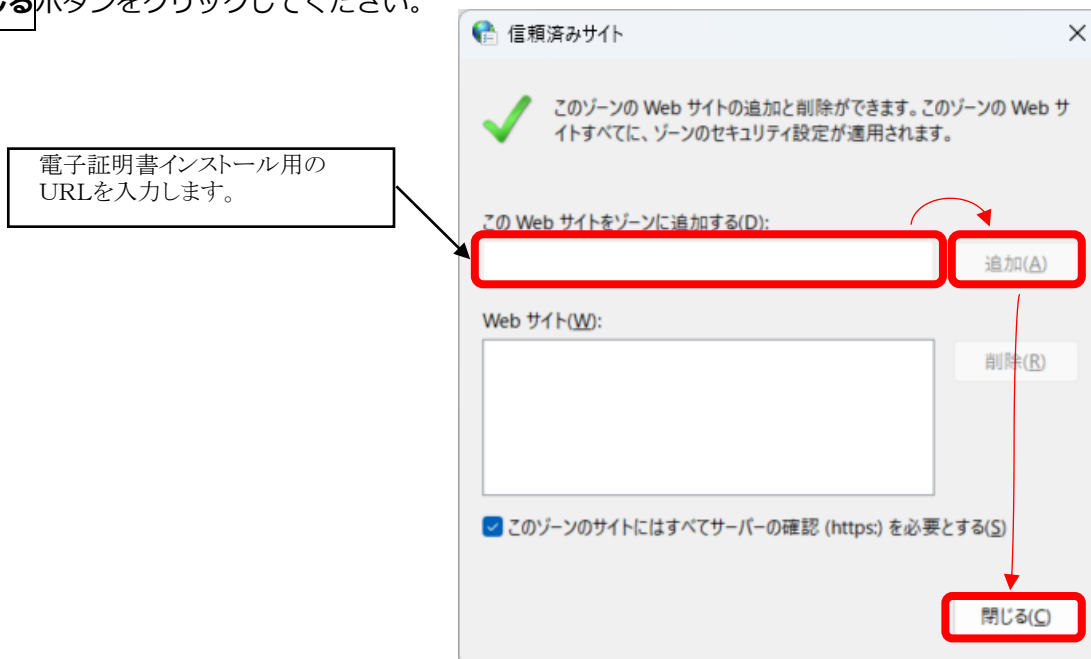 るボタンをクリックしてください。
信頼済みサイト
このゾーンの Web サイトの追加と削除ができます。このゾーンの Web サ
イトすべてに、ゾーンのセキュリティ設定が適用されます。
電子証明書インストール用の
URLを入力します。
この Web サイトをゾーンに追加する(D):
追加(A)
Web サイト(W):
削除(R)
このゾーンのサイトにはすべてサーバーの確認 (https:) を必要とする(S)
閉じる(C)